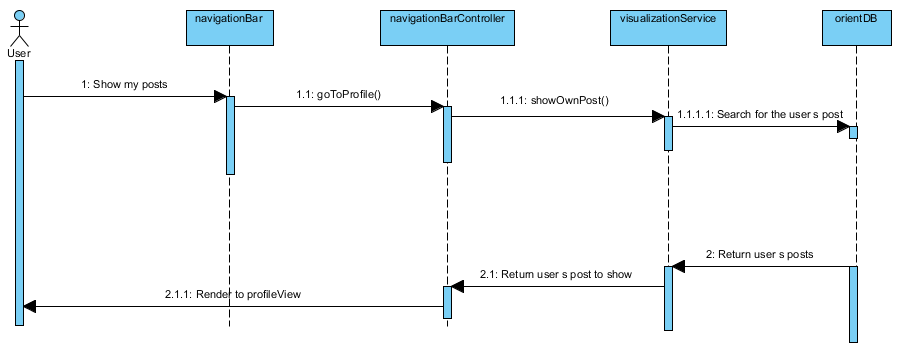 navigationBar
navigationBarController
visualizationService
orientDB
User
1: Show my posts
1.1: goToProfile()
1.1.1: showOwnPost()
1.1.1.1: Search for the user s post
2: Return user s posts
2.1: Return user s post to show
2.1.1: Render to profileView